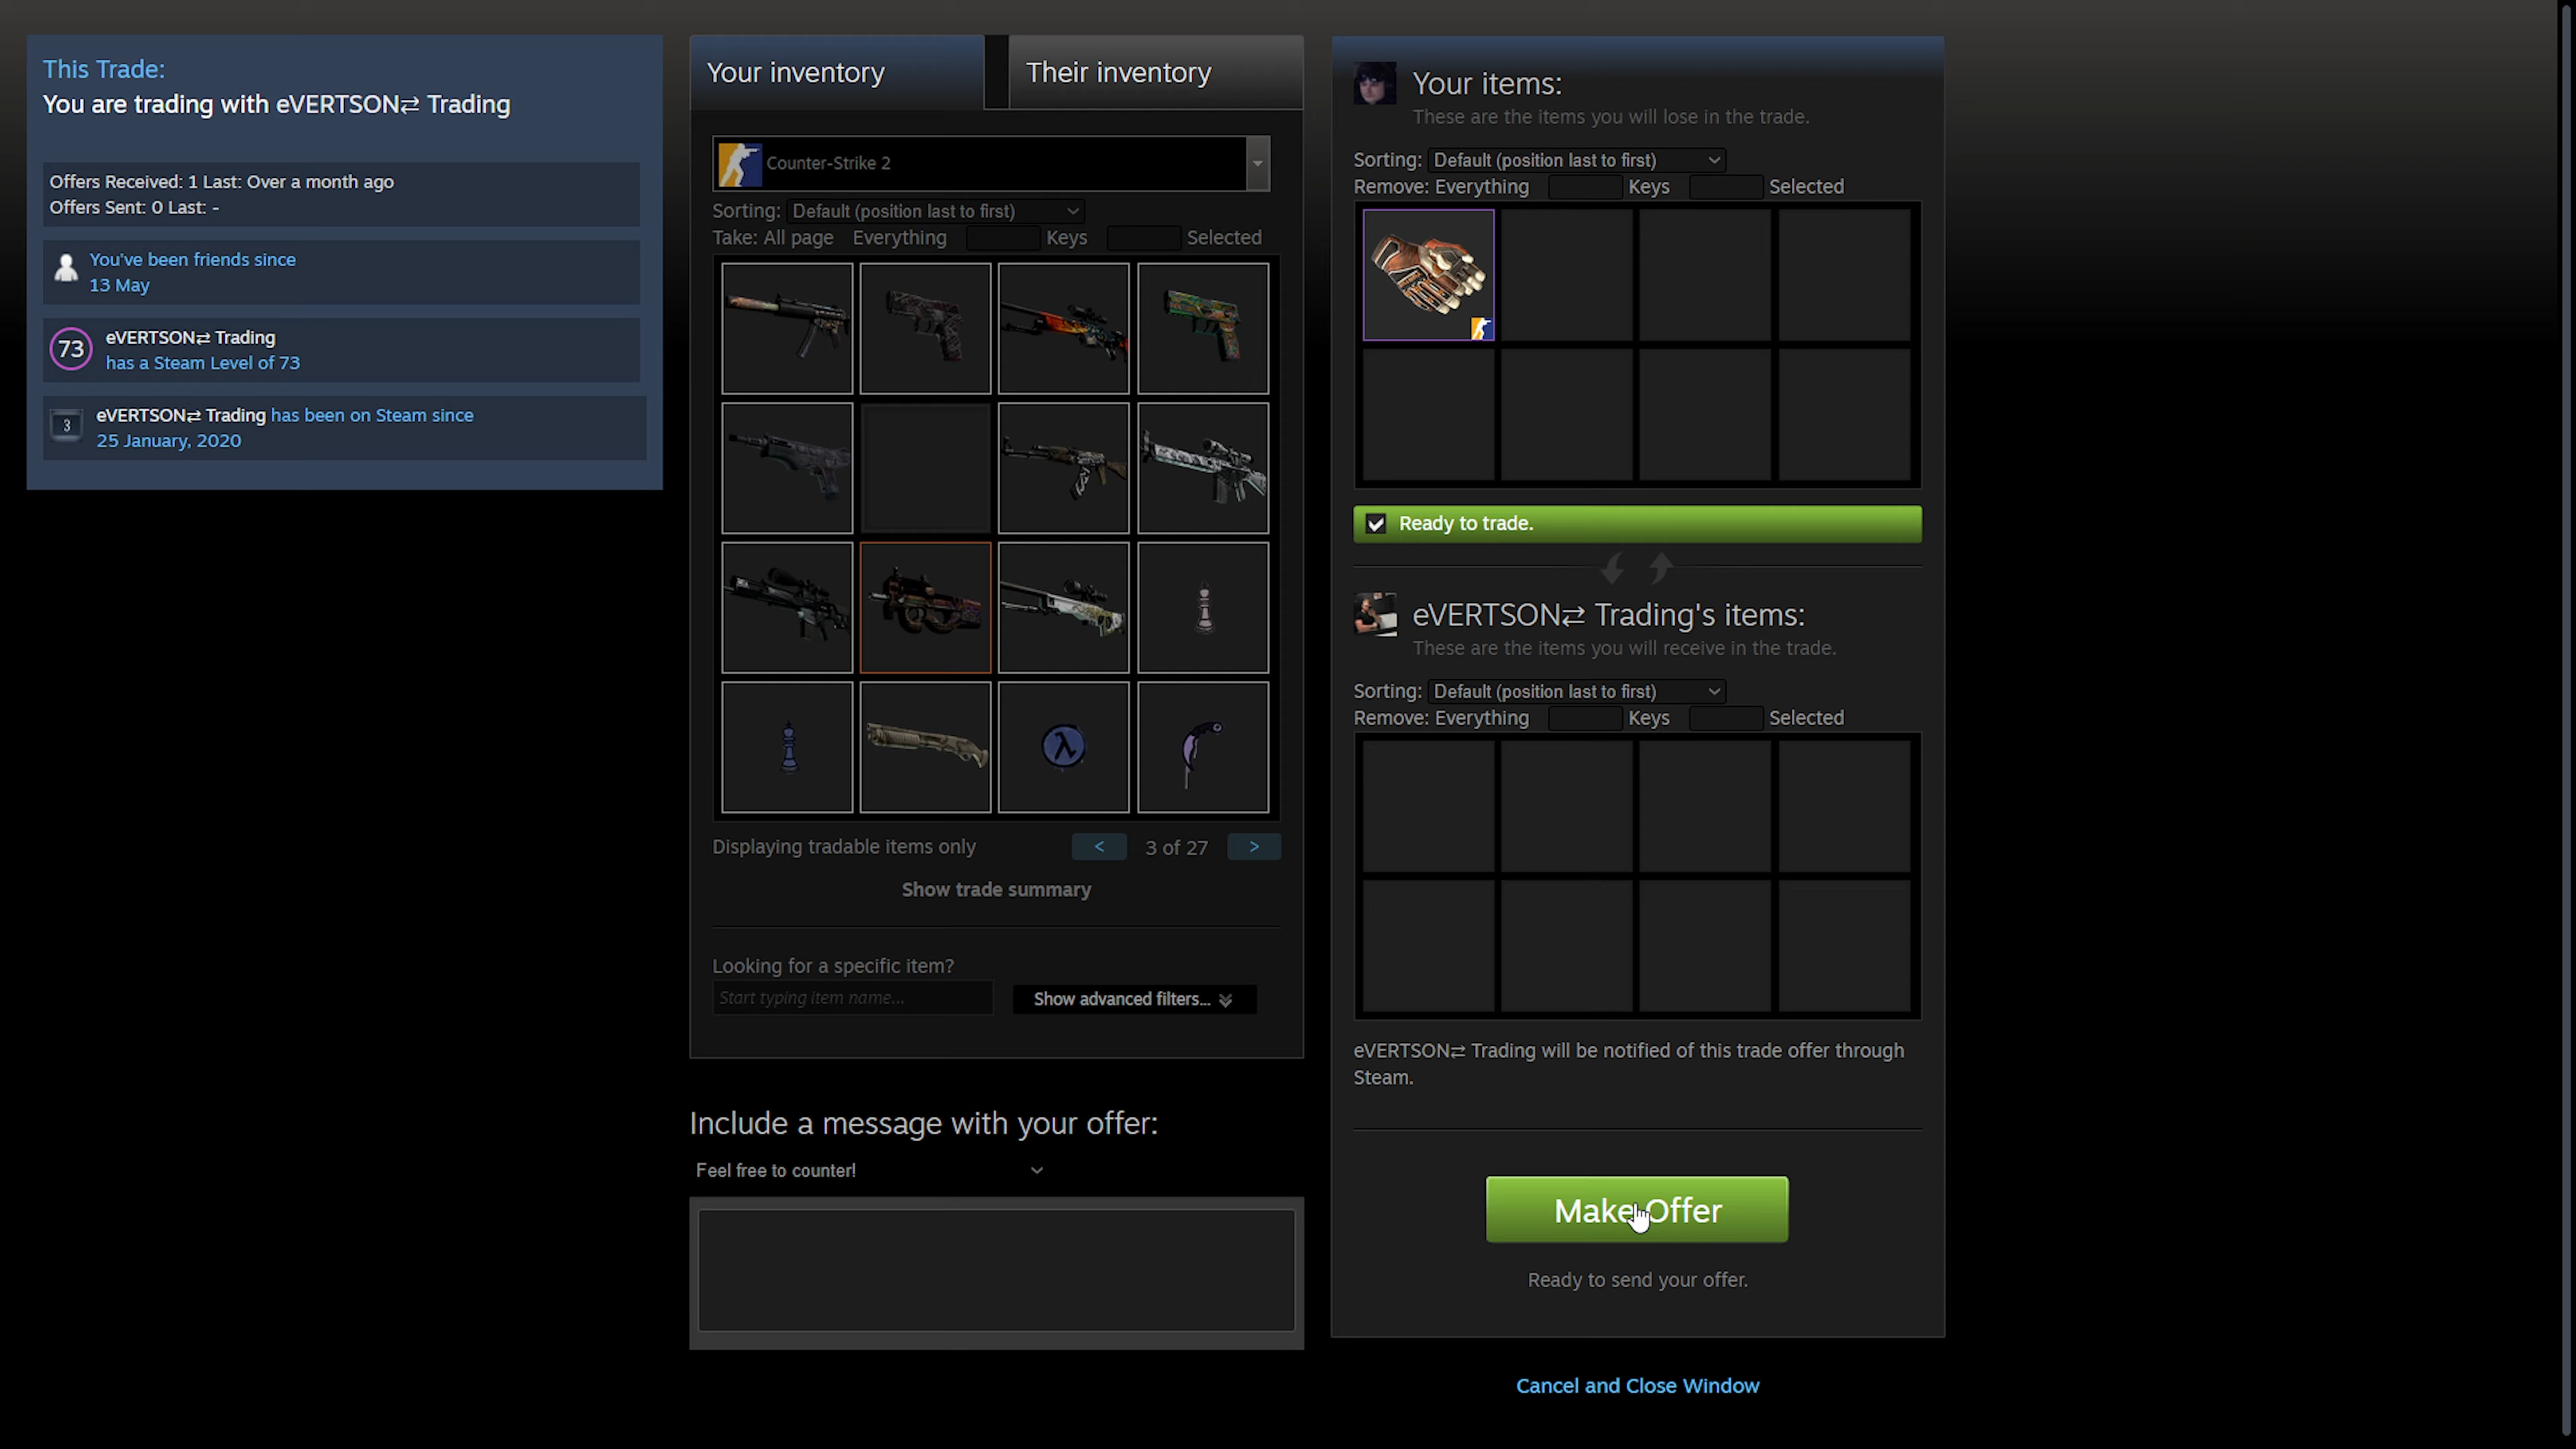 This Trade:
You are trading with eVERTSON⇄ Trading
Offers Received: 1 Last: Over a month ago
Offers Sent: 0 Last: -
You've been friends since
13 May
73
eVERTSON⇄ Trading
has a Steam Level of 73
3
eVERTSON⇄ Trading has been on Steam since
25 January, 2020
Your inventory
Their inventory
Counter-Strike 2
Sorting: Default (position last to first)
Take: All page Everything Keys Selected
Displaying tradable items only
< 3 of 27 >
Show trade summary
Looking for a specific item?
Start typing item name...
Show advanced filters...
Include a message with your offer:
Feel free to counter!
Your items:
These are the items you will lose in the trade.
Sorting: Default (position last to first)
Remove: Everything Keys Selected
Ready to trade.
eVERTSON⇄ Trading's items:
These are the items you will receive in the trade.
Sorting: Default (position last to first)
Remove: Everything Keys Selected
eVERTSON⇄ Trading will be notified of this trade offer through
Steam.
Make Offer
Ready to send your offer.
Cancel and Close Window